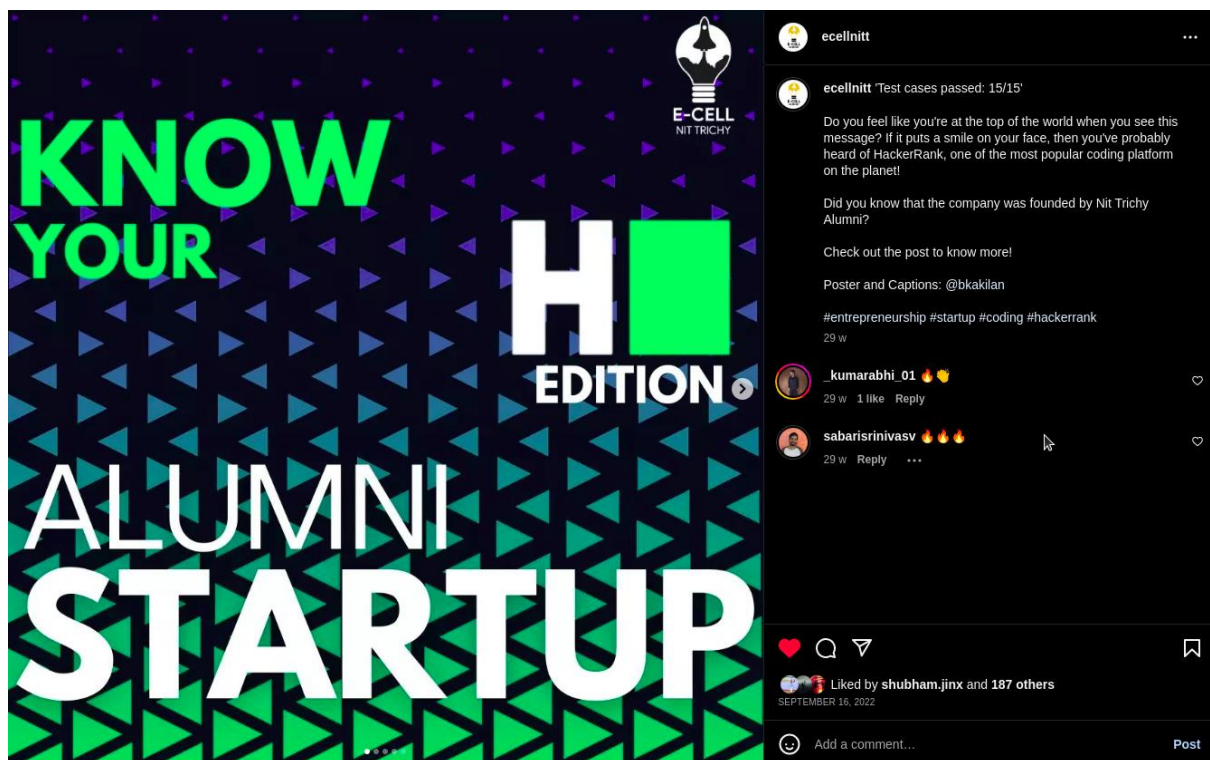 KNOW
YOUR
E-CELL
NIT TRICHY
H
EDITION
ALUMNI
STARTUP
ecellnitt
ecellnitt 'Test cases passed: 15/15'
Do you feel like you're at the top of the world when you see this
message? If it puts a smile on your face, then you've probably
heard of HackerRank, one of the most popular coding platform
on the planet!
Did you know that the company was founded by Nit Trichy
Alumni?
Check out the post to know more!
Poster and Captions: @bkakilan
#entrepreneurship #startup #coding #hackerrank
29 w
_kumarabhi_01 🔥👏
29 w 1 like Reply
sabarisrinivasv 🔥🔥🔥
29 w Reply
Liked by shubham.jinx and 187 others
SEPTEMBER 16, 2022
Add a comment…
Post